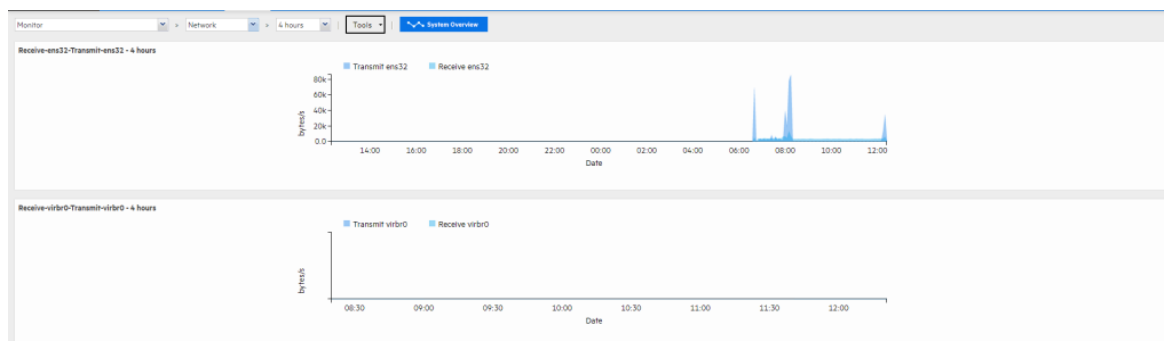 Monitor » Network » 4 hours | Tools | System Overview
Receive-ens32-Transmit-ens32 - 4 hours
Transmit ens32 Receive ens32
80k
60k
40k
20k
0.0
bytes/s
14:00 16:00 18:00 20:00 22:00 00:00 02:00 04:00 06:00 08:00 10:00 12:00
Date
Receive-virbr0-Transmit-virbr0 - 4 hours
Transmit virbr0 Receive virbr0
bytes/s
08:30 09:00 09:30 10:00 10:30 11:00 11:30 12:00
Date